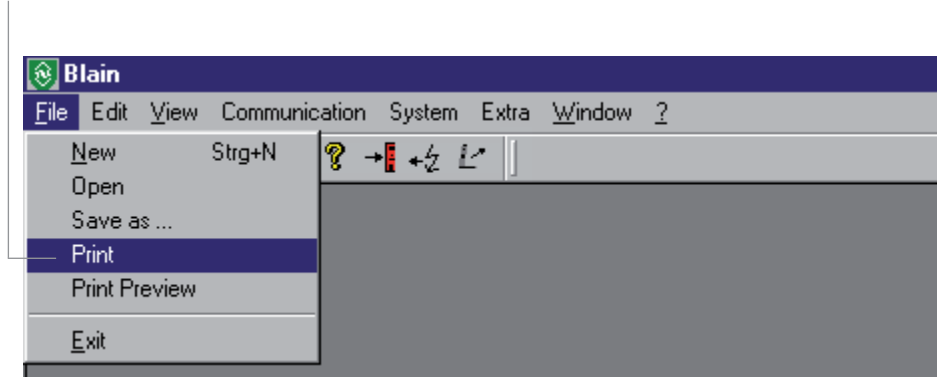 Blain
File Edit View Communication System Extra Window ?
New Strg+N
Open
Save as ...
Print
Print Preview
Exit